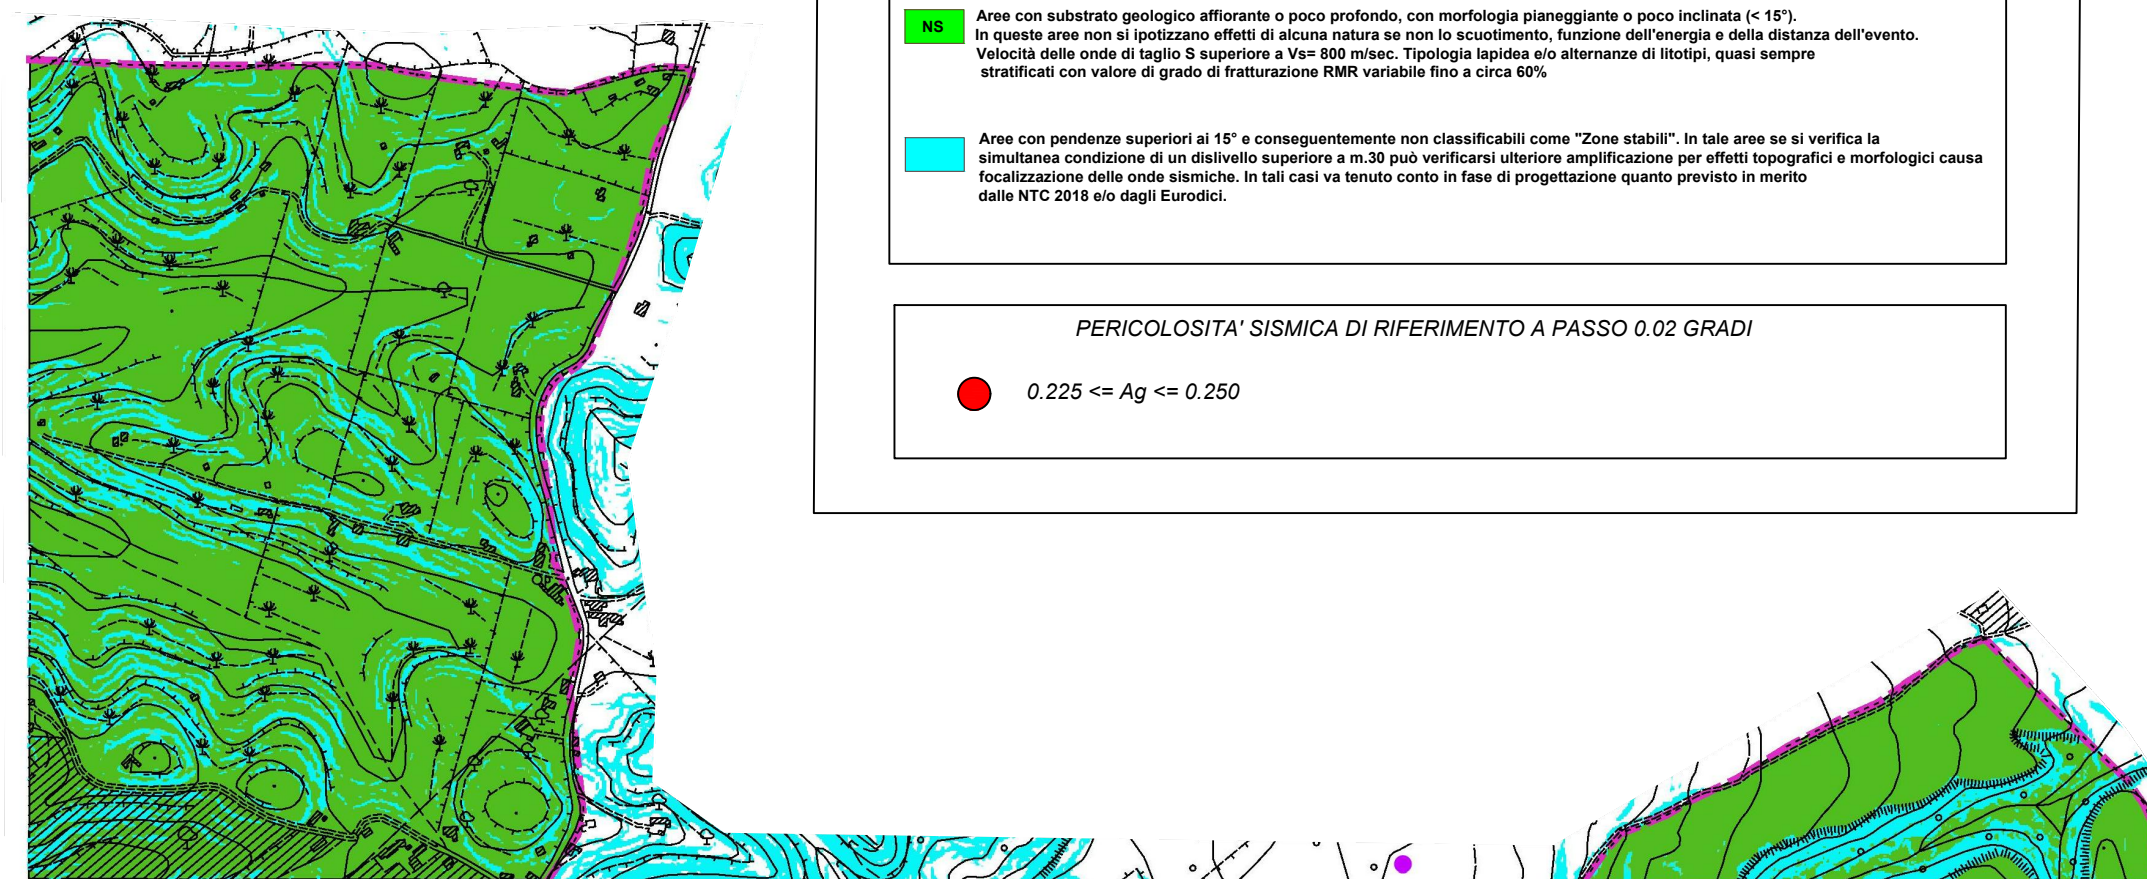 NS
Aree con substrato geologico affiorante o poco profondo, con morfologia pianeggiante o poco inclinata (< 15°).
In queste aree non si ipotizzano effetti di alcuna natura se non lo scuotimento, funzione dell'energia e della distanza dell'evento.
Velocità delle onde di taglio S superiore a Vs= 800 m/sec. Tipologia lapidea e/o alternanze di litotipi, quasi sempre
stratificati con valore di grado di fratturazione RMR variabile fino a circa 60%
Aree con pendenze superiori ai 15° e conseguentemente non classificabili come "Zone stabili". In tale aree se si verifica la
simultanea condizione di un dislivello superiore a m.30 può verificarsi ulteriore amplificazione per effetti topografici e morfologici causa
focalizzazione delle onde sismiche. In tali casi va tenuto conto in fase di progettazione quanto previsto in merito
dalle NTC 2018 e/o dagli Eurodici.
PERICOLOSITA' SISMICA DI RIFERIMENTO A PASSO 0.02 GRADI
0.225 <= Ag <= 0.250